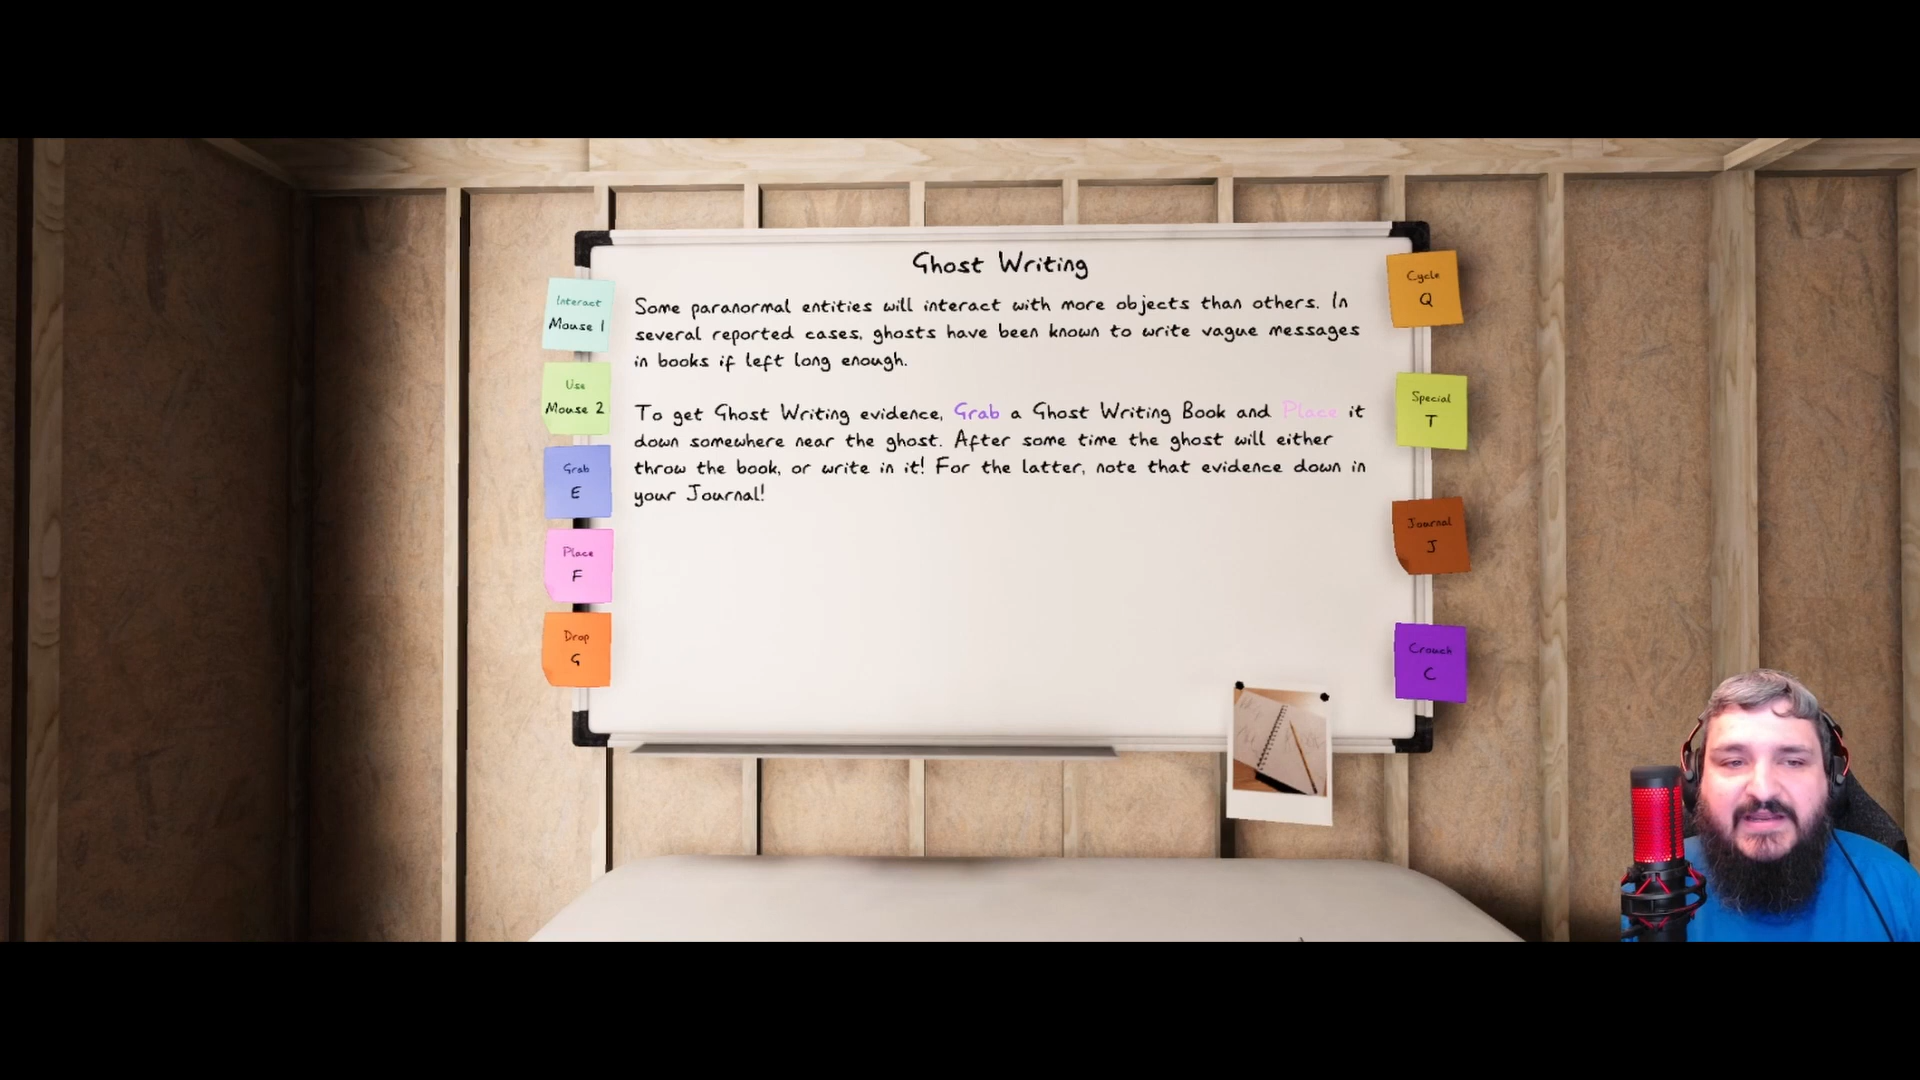 Ghost Writing
Some paranormal entities will interact with more objects than others. In
several reported cases, ghosts have been known to write vague messages
in books if left long enough.
To get Ghost Writing evidence, Grab a Ghost Writing Book and Place it
down somewhere near the ghost. After some time the ghost will either
throw the book, or write in it! For the latter, note that evidence down in
your Journal!
Interact
Mouse 1
Use
Mouse 2
Grab
E
Place
F
Drop
G
Cycle
Q
Special
T
Journal
J
Crouch
C